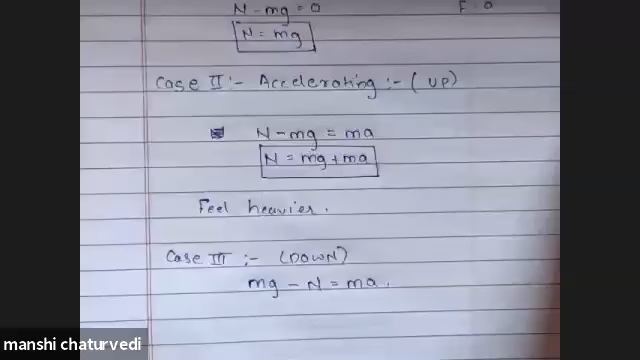 N - mg = 0 F = 0
N = mg
Case II :- Accelerating :- (UP)
N - mg = ma
N = mg + ma
Feel heavier.
Case III :- (DOWN)
mg - N = ma.
manshi chaturvedi